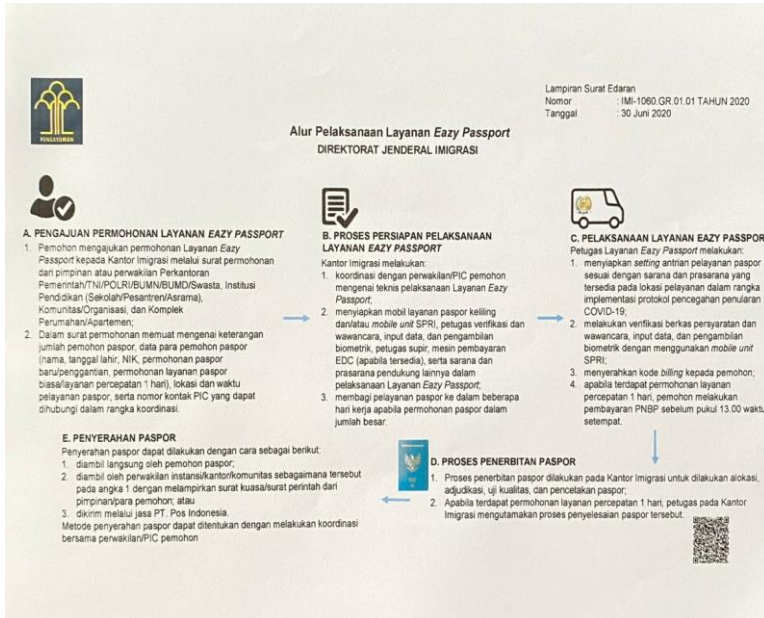 PENGAYOMAN
Lampiran Surat Edaran
Nomor : IMI-1060.GR.01.01 TAHUN 2020
Tanggal : 30 Juni 2020
Alur Pelaksanaan Layanan Eazy Passport
DIREKTORAT JENDERAL IMIGRASI
A. PENGAJUAN PERMOHONAN LAYANAN EAZY PASSPORT
1. Pemohon mengajukan permohonan Layanan Eazy
Passport kepada Kantor Imigrasi melalui surat permohonan
dari pimpinan atau perwakilan Perkantoran
Pemerintah/TNI/POLRI/BUMN/BUMD/Swasta, Institusi
Pendidikan (Sekolah/Pesantren/Asrama),
Komunitas/Organisasi, dan Komplek
Perumahan/Apartemen;
2. Dalam surat permohonan memuat mengenai keterangan
jumlah pemohon paspor, data para pemohon paspor
(nama, tanggal lahir, NIK, permohonan paspor
baru/penggantian, permohonan layanan paspor
biasa/layanan percepatan 1 hari), lokasi dan waktu
pelayanan paspor, serta nomor kontak PIC yang dapat
dihubungi dalam rangka koordinasi.
B. PROSES PERSIAPAN PELAKSANAAN
LAYANAN EAZY PASSPORT
Kantor Imigrasi melakukan:
1. koordinasi dengan perwakilan/PIC pemohon
mengenai teknis pelaksanaan Layanan Eazy
Passport;
2. menyiapkan mobil layanan paspor keliling
dan/atau mobile unit SPRI, petugas verifikasi dan
wawancara, input data, dan pengambilan
biometrik, petugas supir, mesin pembayaran
EDC (apabila tersedia), serta sarana dan
prasarana pendukung lainnya dalam
pelaksanaan Layanan Eazy Passport;
3. membagi pelayanan paspor ke dalam beberapa
hari kerja apabila permohonan paspor dalam
jumlah besar.
C. PELAKSANAAN LAYANAN EAZY PASSPOR
Petugas Layanan Eazy Passport melakukan:
1. menyiapkan setting antrian pelayanan paspor
sesuai dengan sarana dan prasarana yang
tersedia pada lokasi pelayanan dalam rangka
implementasi protokol pencegahan penularan
COVID-19;
2. melakukan verifikasi berkas persyaratan dan
wawancara, input data, dan pengambilan
biometrik dengan menggunakan mobile unit
SPRI;
3. menyerahkan kode billing kepada pemohon;
4. apabila terdapat permohonan layanan
percepatan 1 hari, pemohon melakukan
pembayaran PNBP sebelum pukul 13.00 waktu
setempat.
D. PROSES PENERBITAN PASPOR
1. Proses penerbitan paspor dilakukan pada Kantor Imigrasi untuk dilakukan alokasi,
adjudikasi, uji kualitas, dan pencetakan paspor;
2. Apabila terdapat permohonan layanan percepatan 1 hari, petugas pada Kantor
Imigrasi mengutamakan proses penyelesaian paspor tersebut.
E. PENYERAHAN PASPOR
Penyerahan paspor dapat dilakukan dengan cara sebagai berikut:
1. diambil langsung oleh pemohon paspor;
2. diambil oleh perwakilan instansi/kantor/komunitas sebagaimana tersebut
pada angka 1 dengan melampirkan surat kuasa/surat perintah dari
pimpinan/para pemohon; atau
3. dikirim melalui jasa PT. Pos Indonesia.
Metode penyerahan paspor dapat ditentukan dengan melakukan koordinasi
bersama perwakilan/PIC pemohon